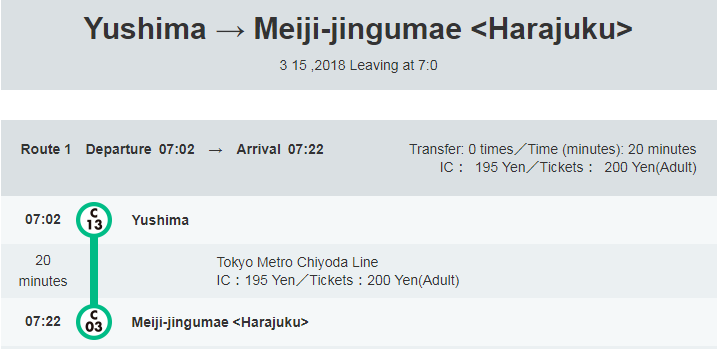 Yushima → Meiji-jingumae <Harajuku>
3 15 ,2018 Leaving at 7:0
Route 1 Departure 07:02 → Arrival 07:22 Transfer: 0 times／Time (minutes): 20 minutes
IC： 195 Yen／Tickets： 200 Yen(Adult)
07:02 C 13 Yushima
20 minutes
Tokyo Metro Chiyoda Line
IC：195 Yen／Tickets：200 Yen(Adult)
07:22 C 03 Meiji-jingumae <Harajuku>